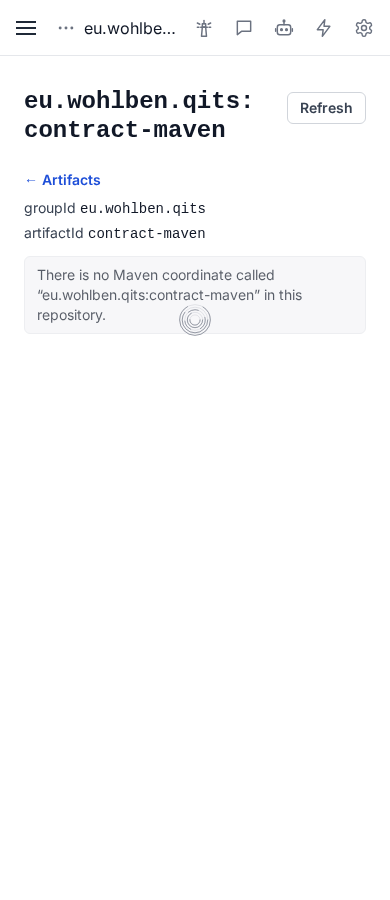 eu.wohlbe...
eu.wohlben.qits:
contract-maven
Refresh
← Artifacts
groupId eu.wohlben.qits
artifactId contract-maven
There is no Maven coordinate called
“eu.wohlben.qits:contract-maven” in this
repository.